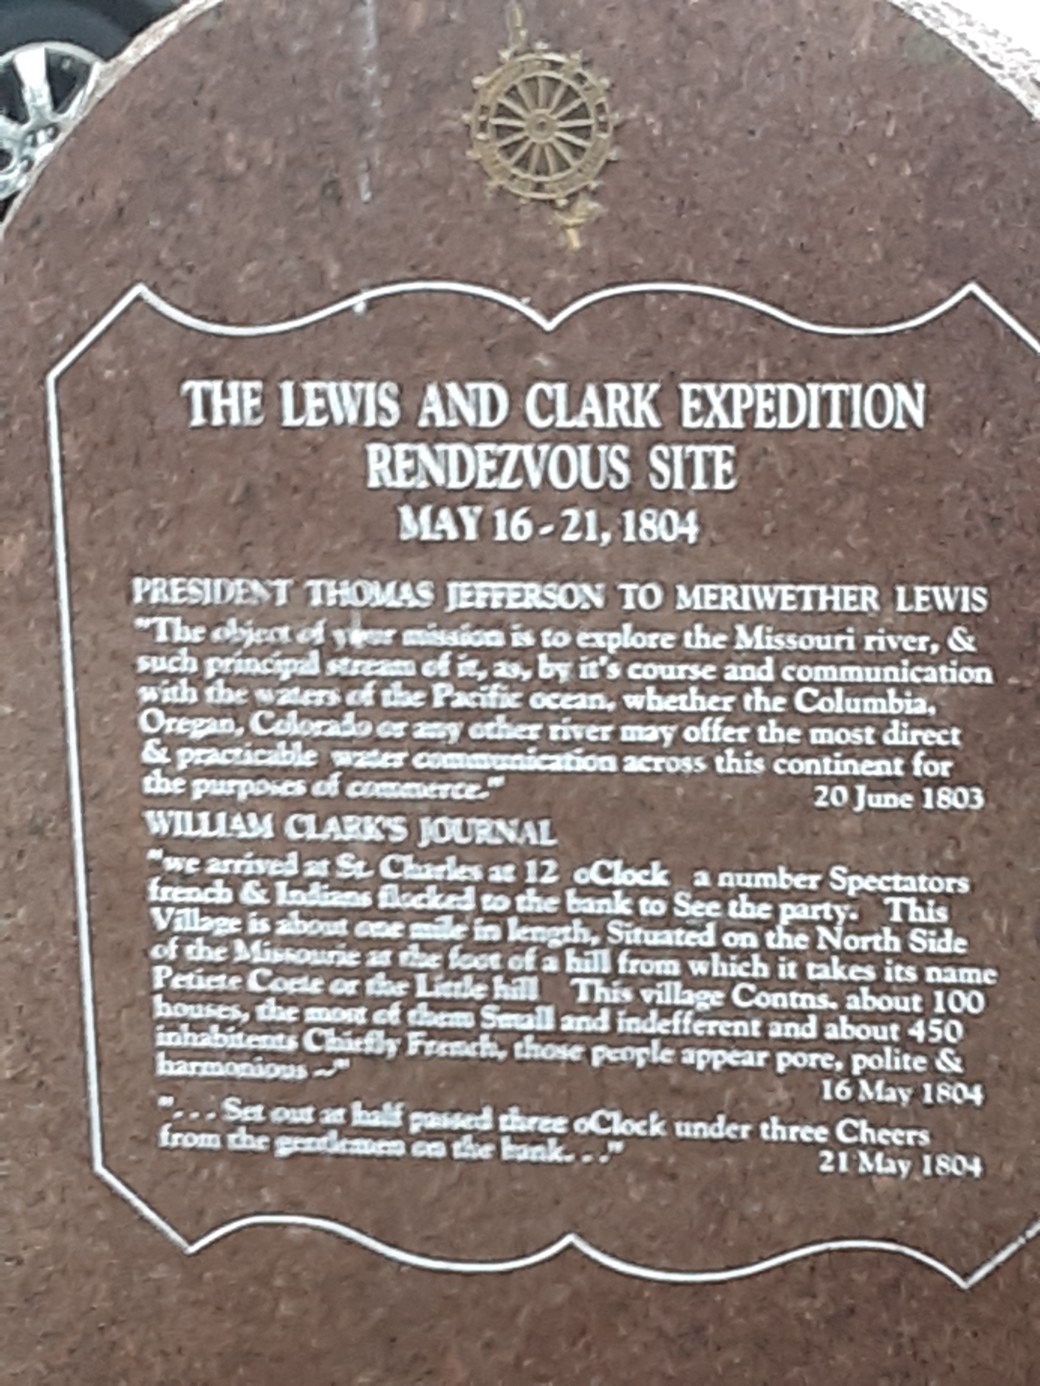 THE LEWIS AND CLARK EXPEDITION
RENDEZVOUS SITE
MAY 16-21, 1804
PRESIDENT THOMAS JEFFERSON TO MERIWETHER LEWIS
"The object of your mission is to explore the Missouri river, &
such principal stream of it, as, by it's course and communication
with the waters of the Pacific ocean, whether the Columbia,
Oregan, Colorado or any other river may offer the most direct
& practicable water communication across this continent for
the purposes of commerce."
20 June 1803
WILLIAM CLARK'S JOURNAL
"we arrived at St. Charles at 12 oClock a number Spectators
french & Indians flocked to the bank to See the party. This
Village is about one mile in length, Situated on the North Side
of the Missourie at the foot of a hill from which it takes its name
Petiete Coete or the Little hill This village Contns. about 100
houses, the most of them Small and indefferent and about 450
inhabitents Chiefly French, those people appear pore, polite &
harmonious --"
16 May 1804
". . . Set out at half passed three oClock under three Cheers
from the gentlemen on the bank. . ."
21 May 1804